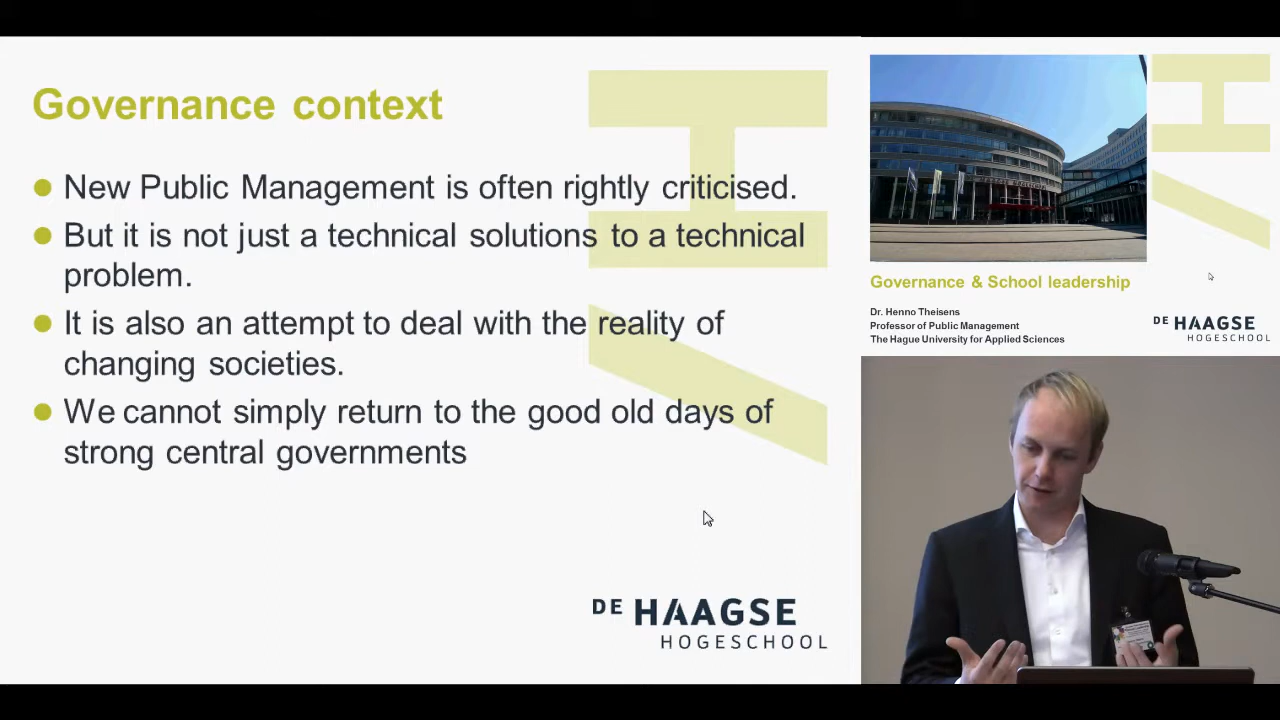 Governance context
New Public Management is often rightly criticised.
But it is not just a technical solutions to a technical
problem.
It is also an attempt to deal with the reality of
changing societies.
We cannot simply return to the good old days of
strong central governments
DE HAAGSE
HOGESCHOOL
Governance & School leadership
Dr. Henno Theisens
Professor of Public Management
The Hague University for Applied Sciences
DE HAAGSE
HOGESCHOOL